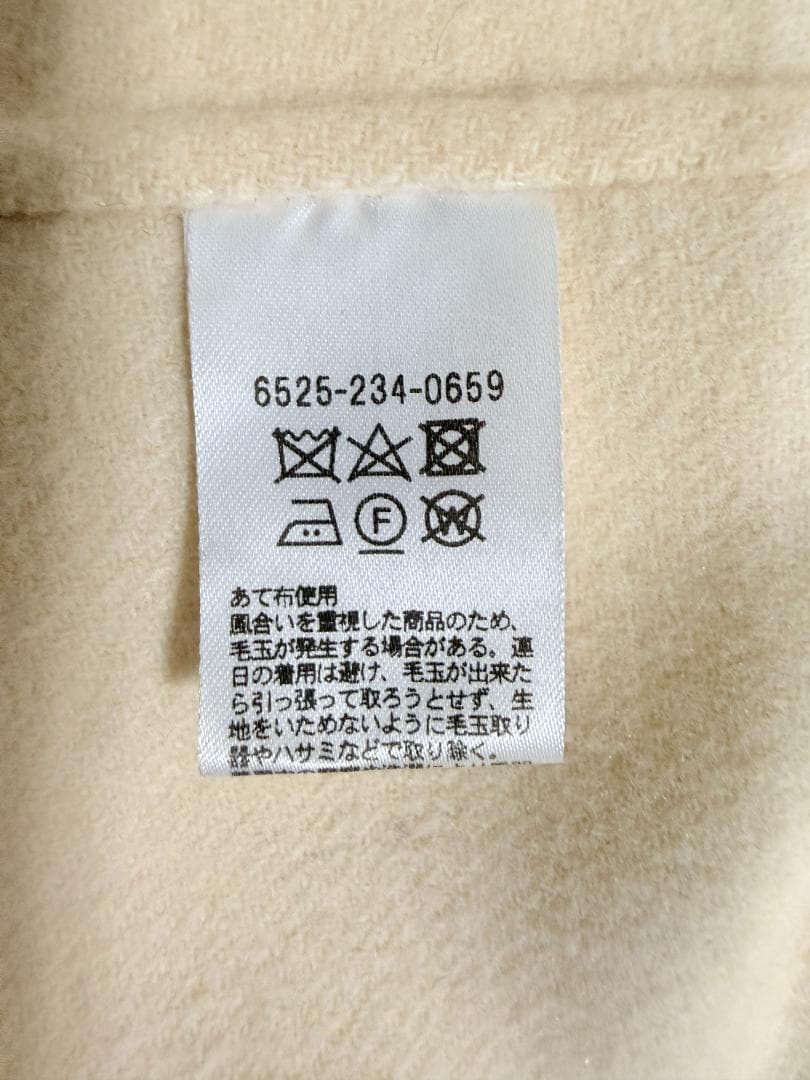 6525-234-0659
F W
あて布使用
風合いを重視した商品のため、
毛玉が発生する場合がある。連
日の着用は避け、毛玉が出来た
ら引っ張って取ろうとせず、生
地をいためないように毛玉取り
器やハサミなどで取り除く。